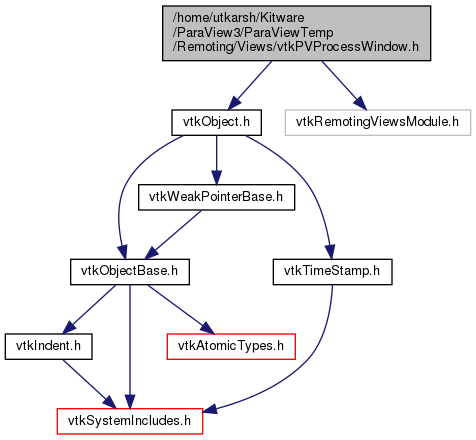 /home/utkarsh/Kitware
/ParaView3/ParaViewTemp
/Remoting/Views/vtkPVProcessWindow.h
vtkObject.h
vtkRemotingViewsModule.h
vtkWeakPointerBase.h
vtkObjectBase.h
vtkTimeStamp.h
vtkIndent.h
vtkAtomicTypes.h
vtkSystemIncludes.h